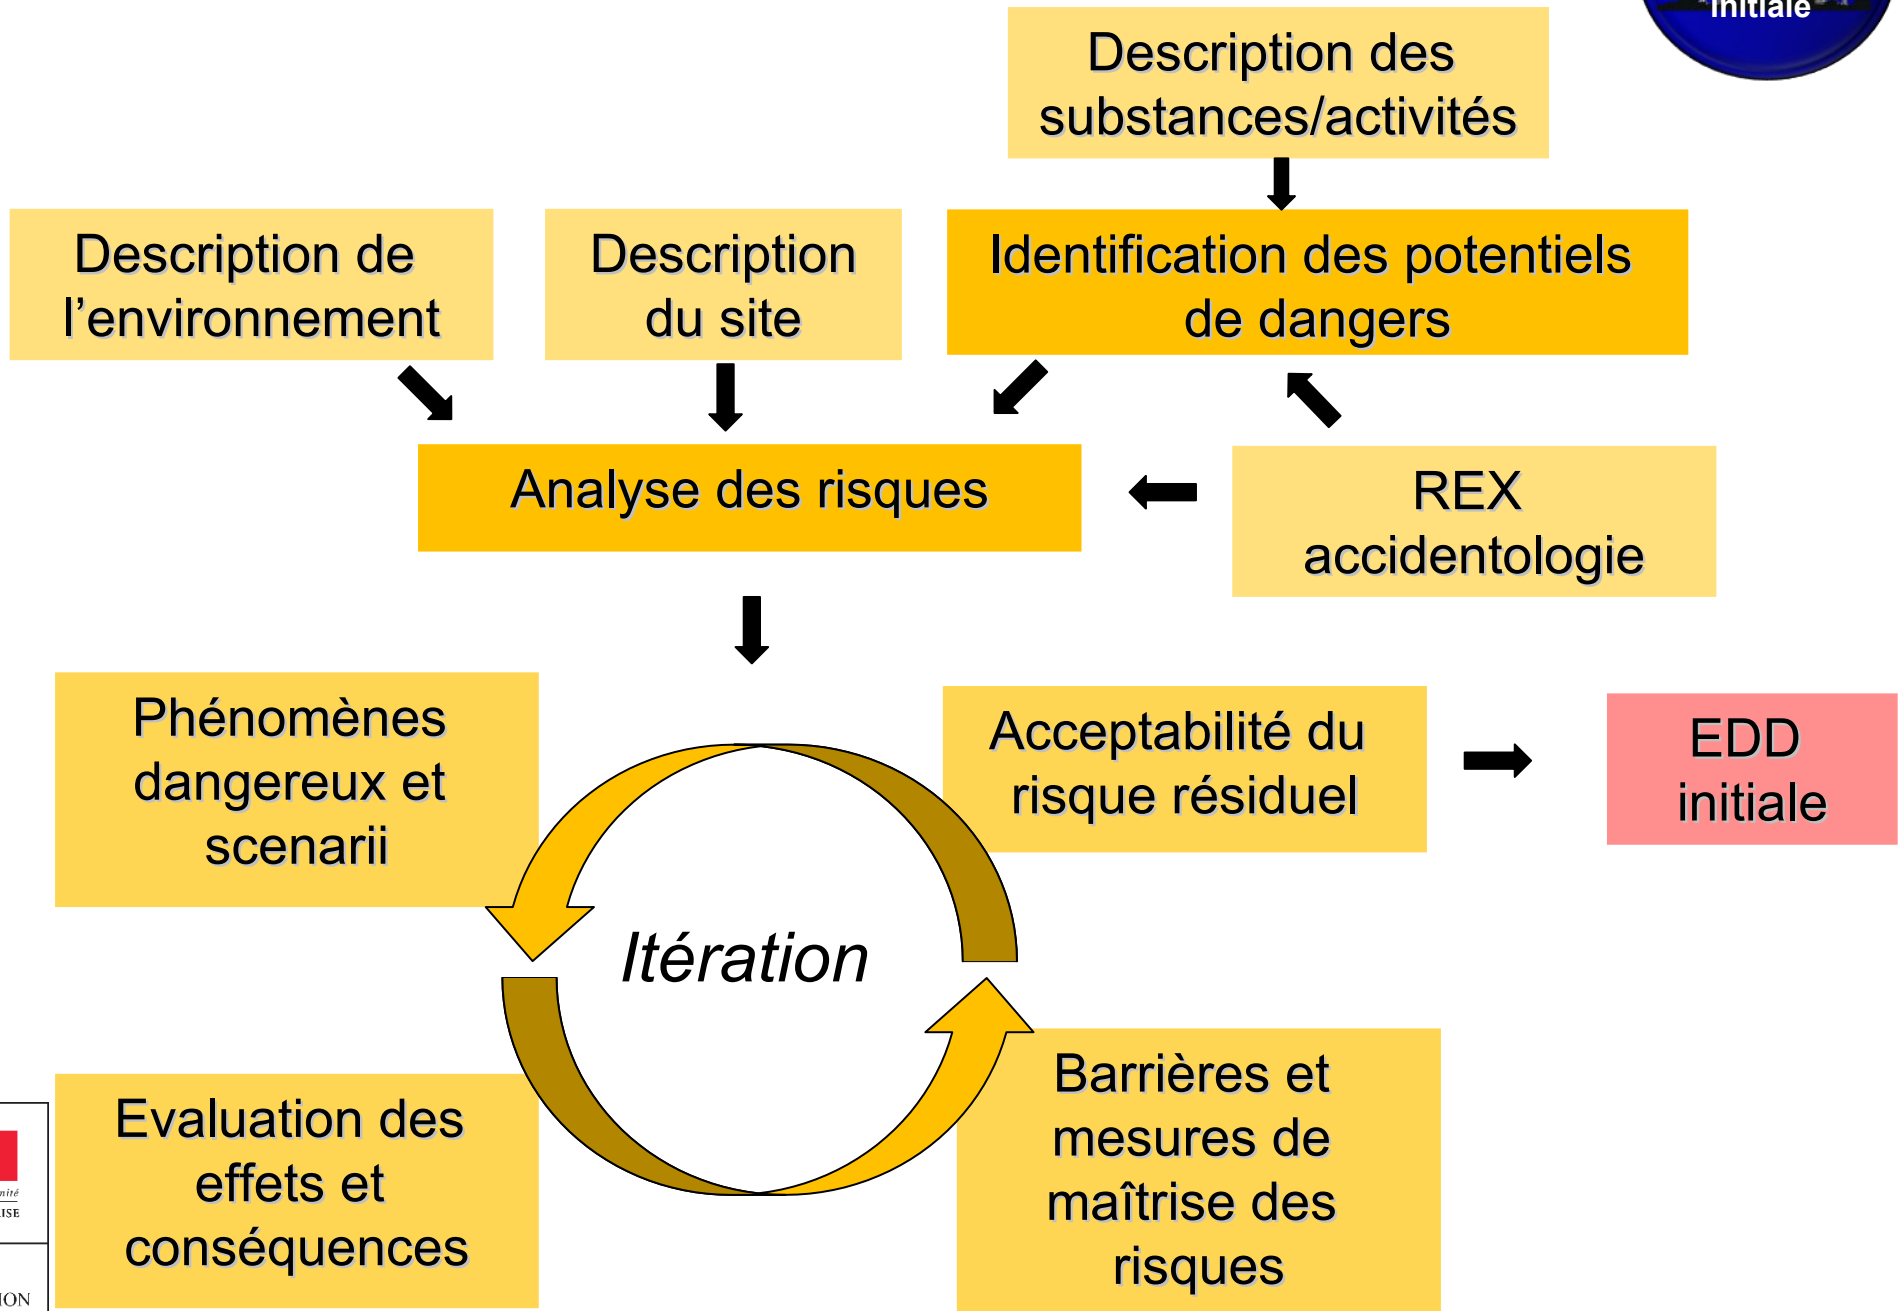 initiale
Description des
substances/activités
Description de
l'environnement
Description
du site
Identification des potentiels
de dangers
Analyse des risques
REX
accidentologie
Phénomènes
dangereux et
scenarii
Acceptabilité du
risque résiduel
EDD
initiale
Itération
Evaluation des
effets et
conséquences
Barrières et
mesures de
maîtrise des
risques